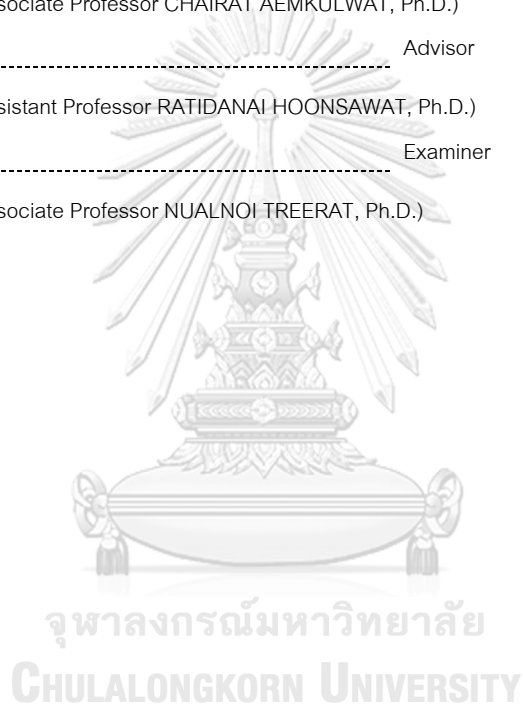 sociate Professor CHAIRAT AEMKULWAT, Ph.D.)
Advisor
sistant Professor RATIDANAI HOONSAWAT, Ph.D.)
Examiner
sociate Professor NUALNOI TREERAT, Ph.D.)
จุฬาลงกรณ์มหาวิทยาลัย
CHULALONGKORN UNIVERSITY